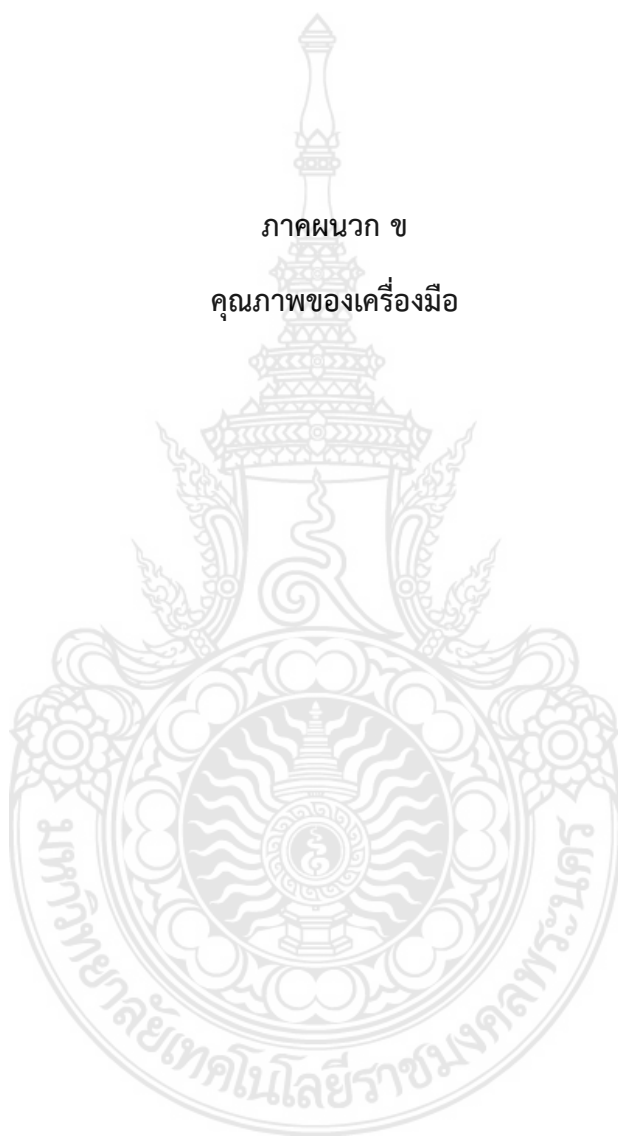 ภาคผนวก ข
คุณภาพของเครื่องมือ
มหาวิทยาลัยเทคโนโลยีราชมงคลพระนคร